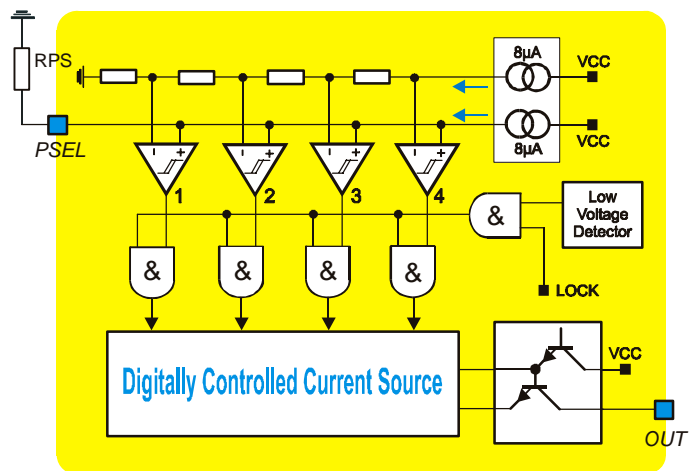 8µA
VCC
RPS
VCC
8µA
PSEL
- +
- +
- +
- +
1
2
3
4
&
Low
Voltage
Detector
&
&
&
&
LOCK
Digitally Controlled Current Source
VCC
OUT